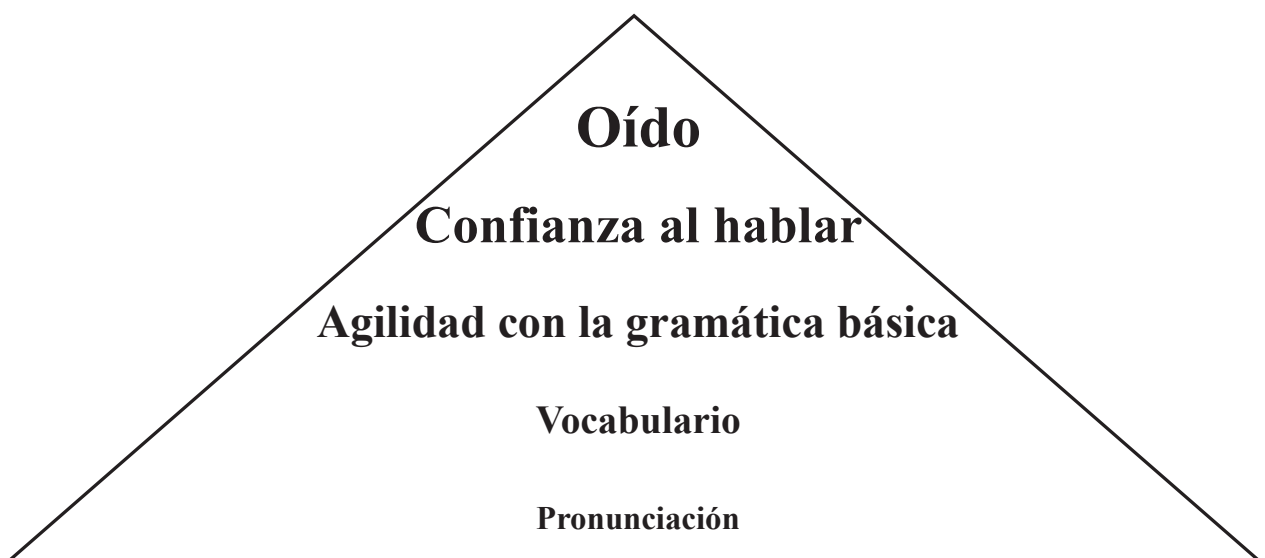 Oído
Confianza al hablar
Agilidad con la gramática básica
Vocabulario
Pronunciación